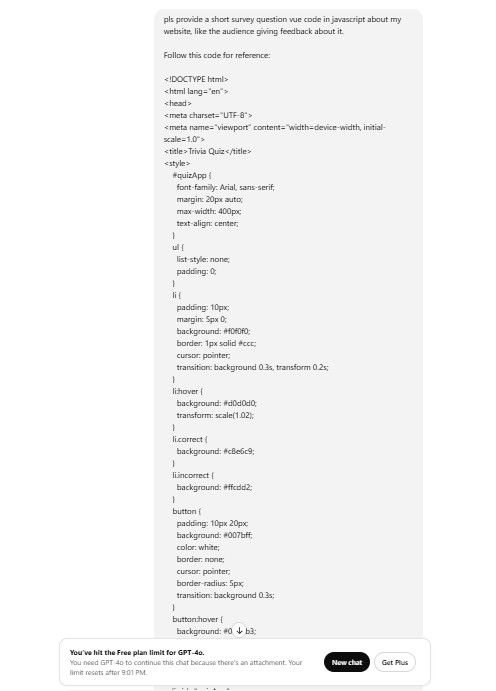 pls provide a short survey question vue code in javascript about my
website, like the audience giving feedback about it.
Follow this code for reference:
<!DOCTYPE html>
<html lang="en">
<head>
<meta charset="UTF-8">
<meta name="viewport" content="width=device-width, initial-
scale=1.0">
<title>Trivia Quiz</title>
<style>
#quizApp {
font-family: Arial, sans-serif;
margin: 20px auto;
max-width: 400px;
text-align: center;
}
ul {
list-style: none;
padding: 0;
}
li {
padding: 10px;
margin: 5px 0;
background: #f0f0f0;
border: 1px solid #ccc;
cursor: pointer;
transition: background 0.3s, transform 0.2s;
}
li:hover {
background: #d0d0d0;
transform: scale(1.02);
}
li.correct {
background: #c8e6c9;
}
li.incorrect {
background: #ffcdd2;
}
button {
padding: 10px 20px;
background: #007bff;
color: white;
border: none;
cursor: pointer;
border-radius: 5px;
transition: background 0.3s;
}
button:hover {
background:
You've hit the Free plan limit for GPT-4o.
You need GPT-4o to continue this chat because there's an attachment. Your
limit resets after 9:01 PM.
New chat
Get Plus